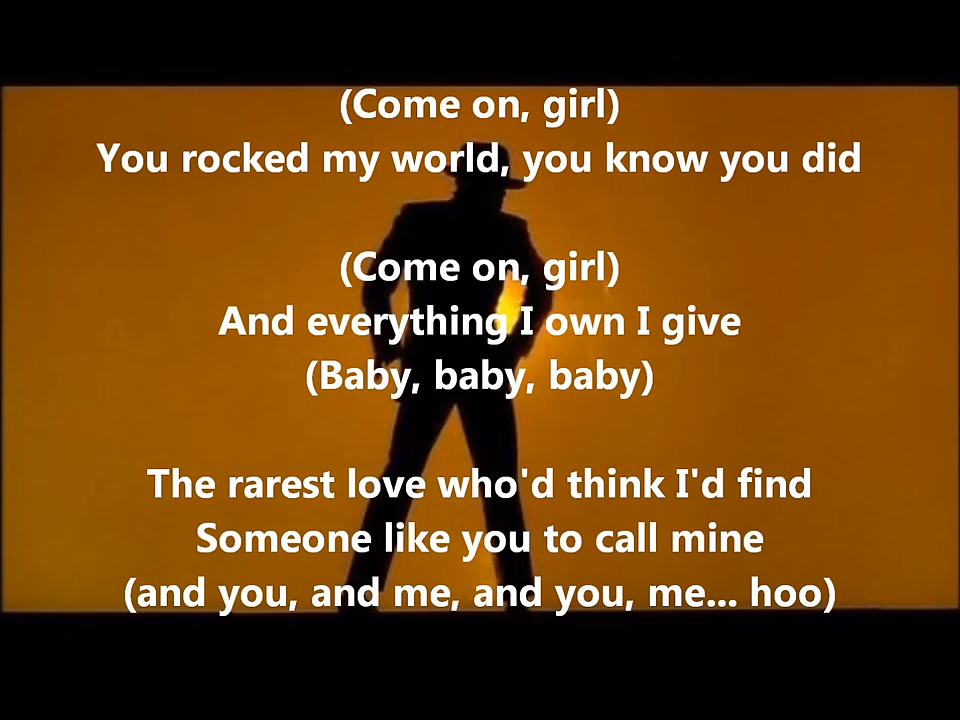 (Come on, girl)
You rocked my world, you know you did
(Come on, girl)
And everything I own I give
(Baby, baby, baby)
The rarest love who'd think I'd find
Someone like you to call mine
(and you, and me, and you, me... hoo)